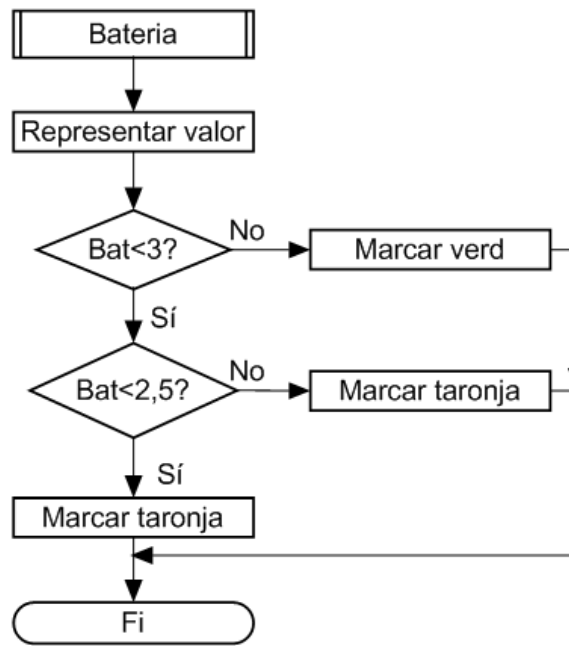 Bateria
Representar valor
Bat<3?
No
Marcar verd
Sí
Bat<2,5?
No
Marcar taronja
Sí
Marcar taronja
Fi